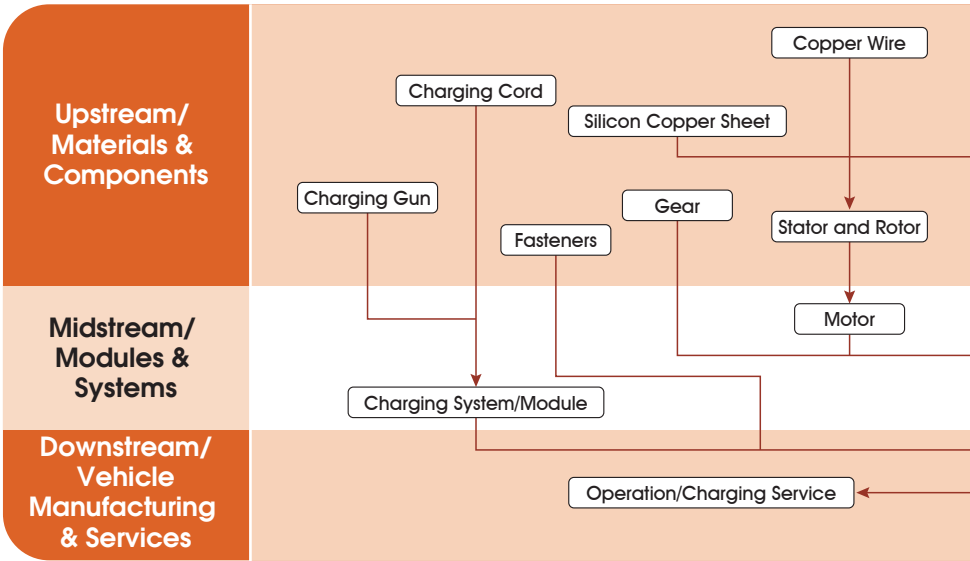 Upstream/
Materials &
Components
Copper Wire
Charging Cord
Silicon Copper Sheet
Charging Gun
Gear
Stator and Rotor
Fasteners
Midstream/
Modules &
Systems
Motor
Charging System/Module
Downstream/
Vehicle
Manufacturing
& Services
Operation/Charging Service